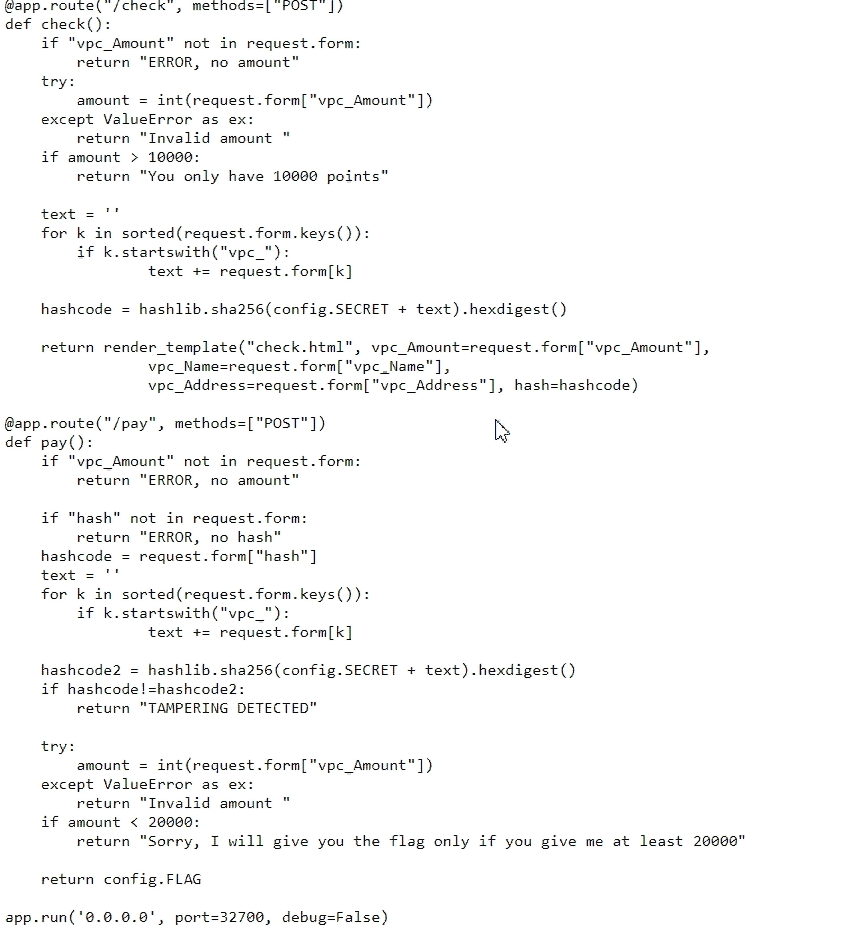 @app.route("/check", methods=["POST"])
def check():
    if "vpc_Amount" not in request.form:
        return "ERROR, no amount"
    try:
        amount = int(request.form["vpc_Amount"])
    except ValueError as ex:
        return "Invalid amount "
    if amount > 10000:
        return "You only have 10000 points"

    text = ''
    for k in sorted(request.form.keys()):
        if k.startswith("vpc_"):
                text += request.form[k]

    hashcode = hashlib.sha256(config.SECRET + text).hexdigest()

    return render_template("check.html", vpc_Amount=request.form["vpc_Amount"],
                vpc_Name=request.form["vpc_Name"],
                vpc_Address=request.form["vpc_Address"], hash=hashcode)

@app.route("/pay", methods=["POST"])
def pay():
    if "vpc_Amount" not in request.form:
        return "ERROR, no amount"

    if "hash" not in request.form:
        return "ERROR, no hash"
    hashcode = request.form["hash"]
    text = ''
    for k in sorted(request.form.keys()):
        if k.startswith("vpc_"):
                text += request.form[k]

    hashcode2 = hashlib.sha256(config.SECRET + text).hexdigest()
    if hashcode!=hashcode2:
        return "TAMPERING DETECTED"

    try:
        amount = int(request.form["vpc_Amount"])
    except ValueError as ex:
        return "Invalid amount "
    if amount < 20000:
        return "Sorry, I will give you the flag only if you give me at least 20000"

    return config.FLAG

app.run('0.0.0.0', port=32700, debug=False)